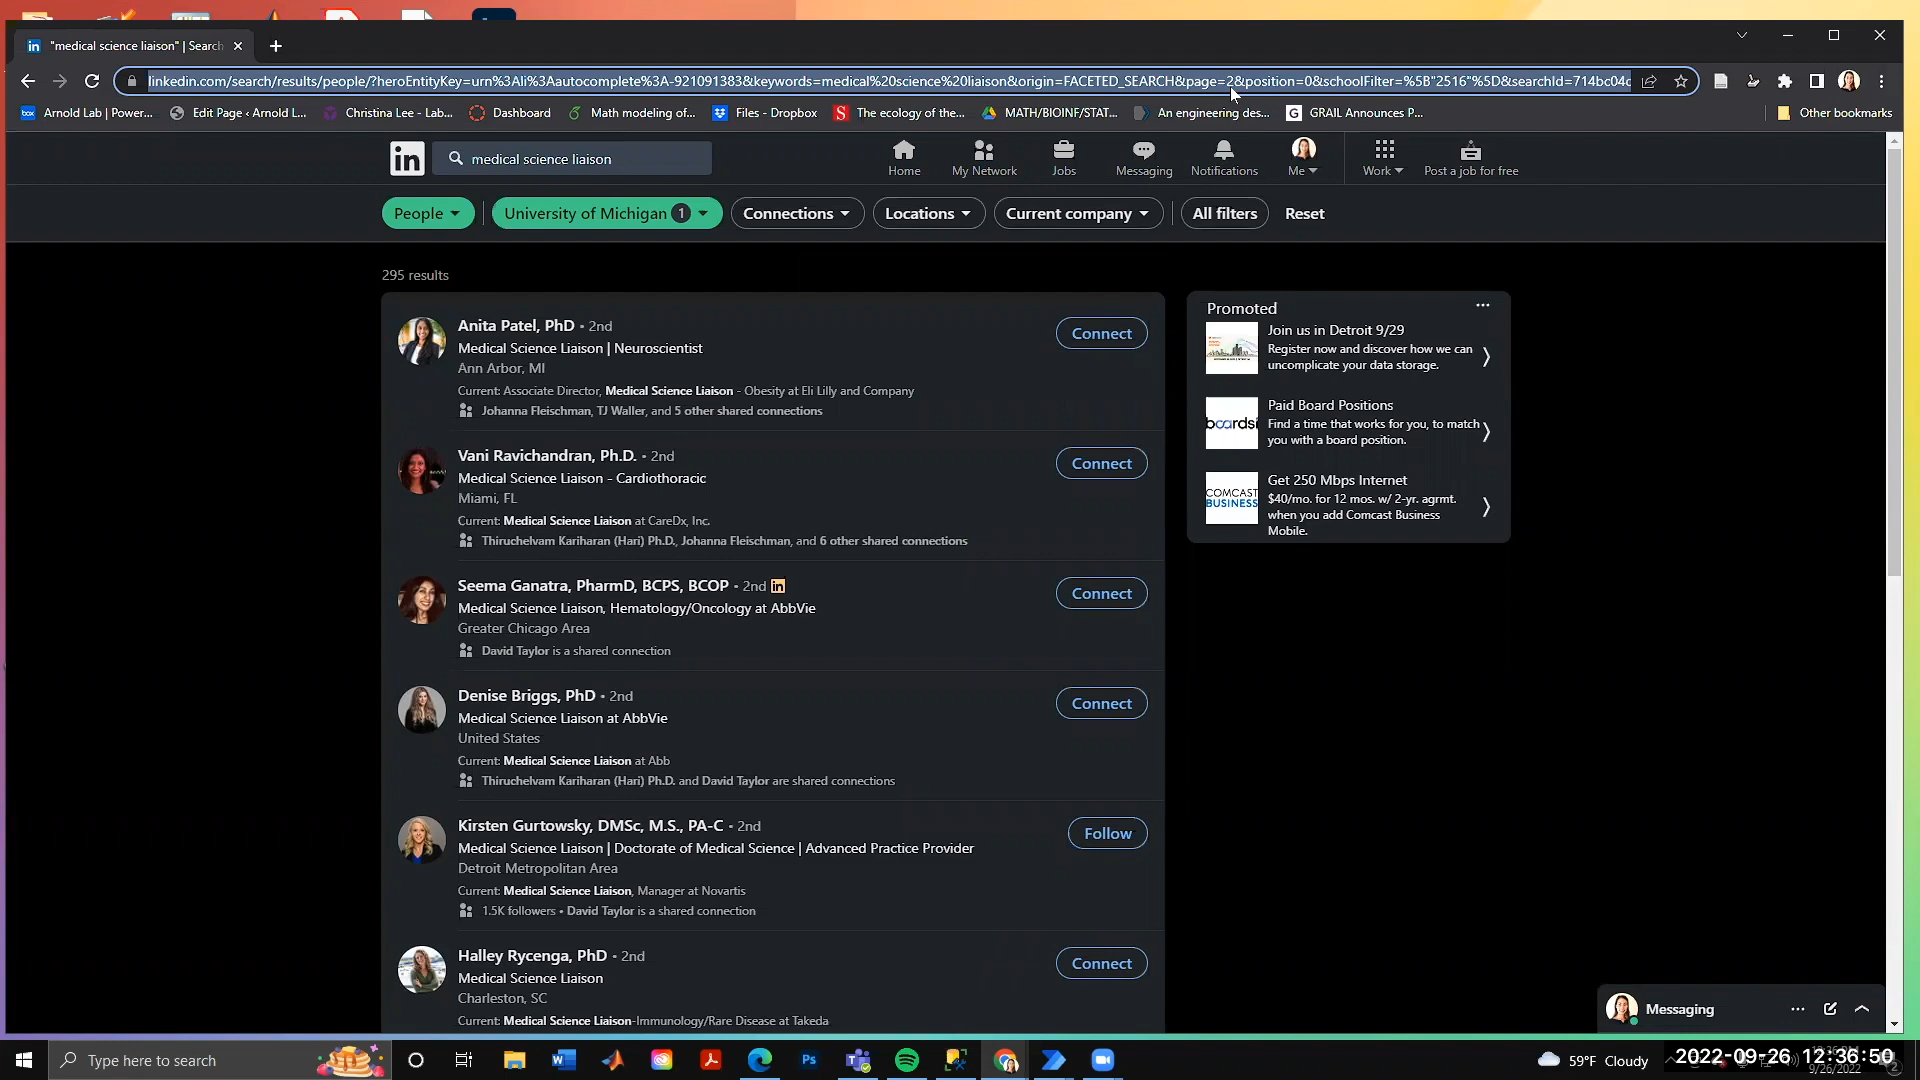 "medical science liaison" | Search
linkedin.com/search/results/people/?heroEntityKey=urn%3Ali%3Aautocomplete%3A-921091383&keywords=medical%20science%20liaison&origin=FACETED_SEARCH&page=2&position=0&schoolFilter=%5B"2516"%5D&searchId=714bc04c
box Arnold Lab | Power...
Edit Page ‹ Arnold L...
Christina Lee - Lab...
Dashboard
Math modeling of...
Files - Dropbox
S The ecology of the...
MATH/BIOINF/STAT...
An engineering des...
G GRAIL Announces P...
Other bookmarks
in
medical science liaison
Home
My Network
Jobs
Messaging
Notifications
Me
Work
Post a job for free
People
University of Michigan 1
Connections
Locations
Current company
All filters
Reset
295 results
Anita Patel, PhD • 2nd
Connect
Medical Science Liaison | Neuroscientist
Ann Arbor, MI
Current: Associate Director, Medical Science Liaison - Obesity at Eli Lilly and Company
Johanna Fleischman, TJ Waller, and 5 other shared connections
Vani Ravichandran, Ph.D. • 2nd
Connect
Medical Science Liaison - Cardiothoracic
Miami, FL
Current: Medical Science Liaison at CareDx, Inc.
Thiruchelvam Kariharan (Hari) Ph.D., Johanna Fleischman, and 6 other shared connections
Seema Ganatra, PharmD, BCPS, BCOP • 2nd in
Connect
Medical Science Liaison, Hematology/Oncology at AbbVie
Greater Chicago Area
David Taylor is a shared connection
Denise Briggs, PhD • 2nd
Connect
Medical Science Liaison at AbbVie
United States
Current: Medical Science Liaison at Abb
Thiruchelvam Kariharan (Hari) Ph.D. and David Taylor are shared connections
Kirsten Gurtowsky, DMSc, M.S., PA-C • 2nd
Follow
Medical Science Liaison | Doctorate of Medical Science | Advanced Practice Provider
Detroit Metropolitan Area
Current: Medical Science Liaison, Manager at Novartis
1.5K followers • David Taylor is a shared connection
Halley Rycenga, PhD • 2nd
Connect
Medical Science Liaison
Charleston, SC
Current: Medical Science Liaison-Immunology/Rare Disease at Takeda
Promoted
Join us in Detroit 9/29
Register now and discover how we can
uncomplicate your data storage.
boardsi
Paid Board Positions
Find a time that works for you, to match
you with a board position.
COMCAST
BUSINESS
Get 250 Mbps Internet
$40/mo. for 12 mos. w/ 2-yr. agrmt.
when you add Comcast Business
Mobile.
Messaging
Type here to search
Ps
59°F Cloudy
2022-09-26 12:36:50
9/26/2022